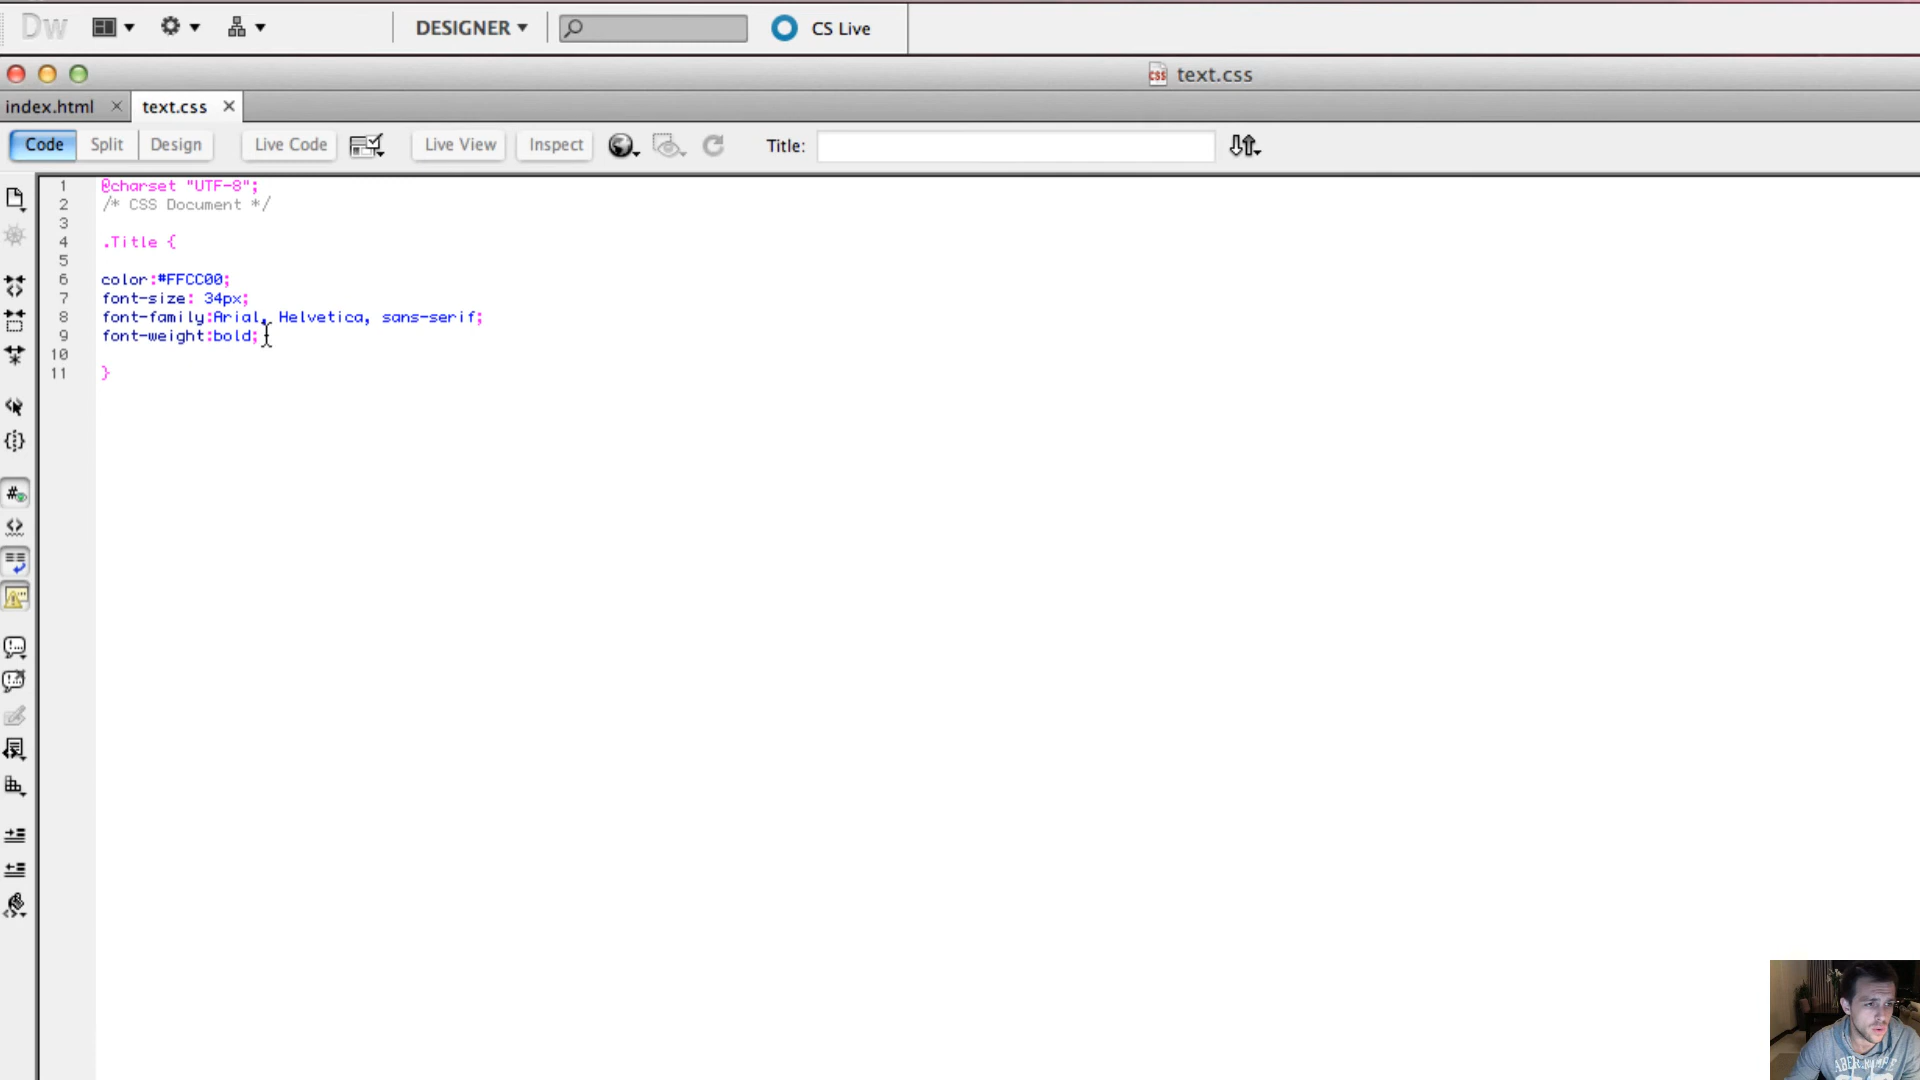 Dw DESIGNER CS Live
text.css
index.html text.css
Code Split Design Live Code Live View Inspect Title:
1 @charset "UTF-8";
2 /* CSS Document */
3
4 .Title {
5
6 color:#FFCC00;
7 font-size: 34px;
8 font-family:Arial, Helvetica, sans-serif;
9 font-weight:bold;
10
11 }